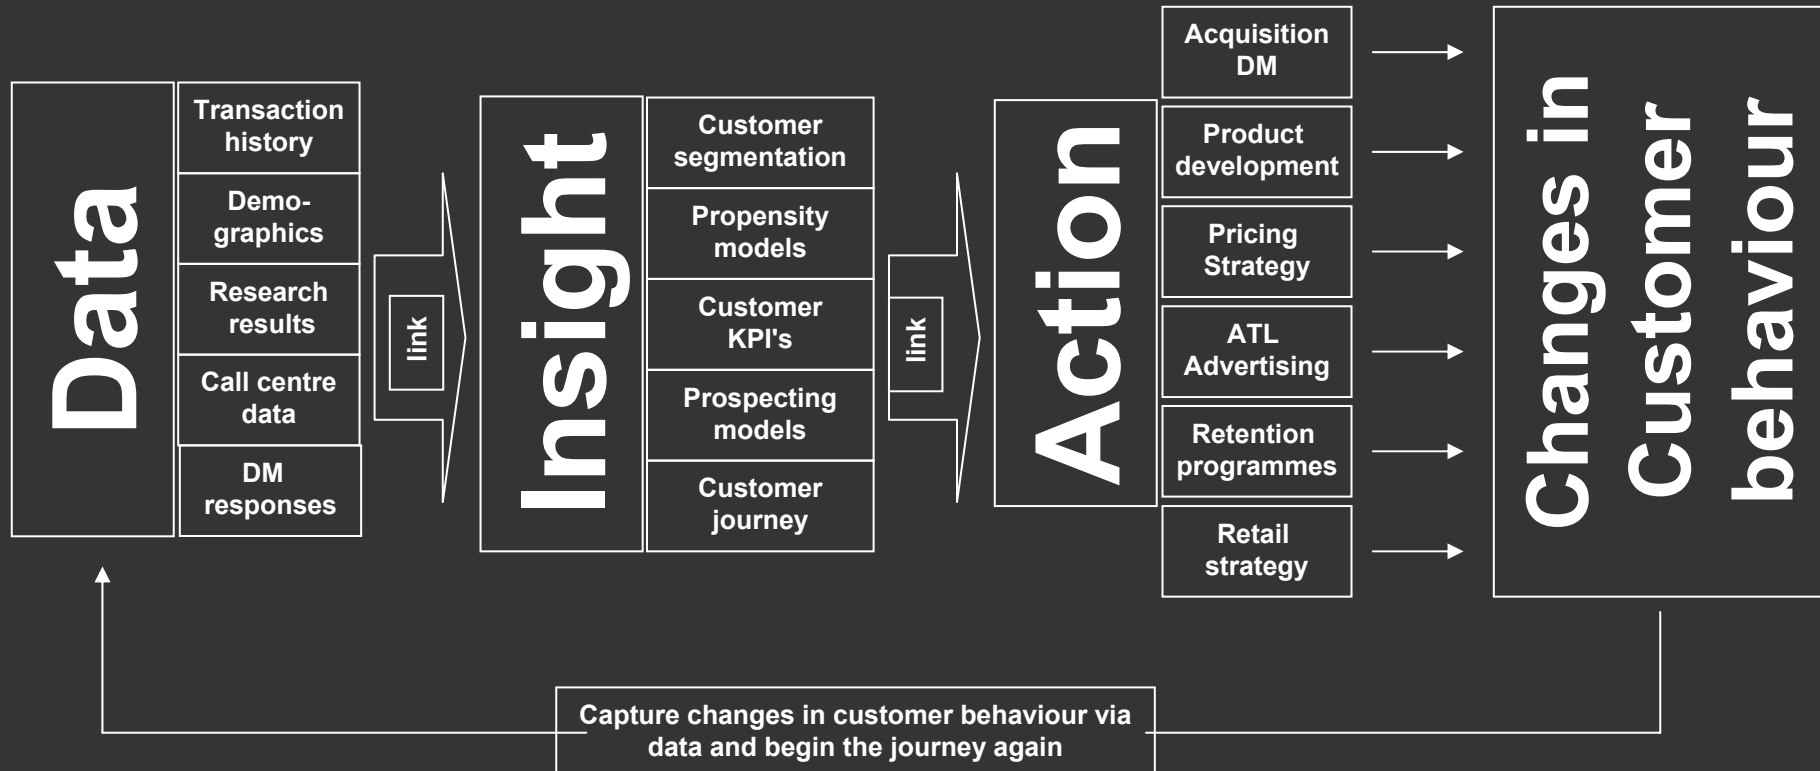 Data
Transaction
history
Demo-
graphics
Research
results
Call centre
data
DM
responses
link
Insight
Customer
segmentation
Propensity
models
Customer
KPI's
Prospecting
models
Customer
journey
link
Action
Acquisition
DM
Product
development
Pricing
Strategy
ATL
Advertising
Retention
programmes
Retail
strategy
Changes in
Customer
behaviour
Capture changes in customer behaviour via
data and begin the journey again